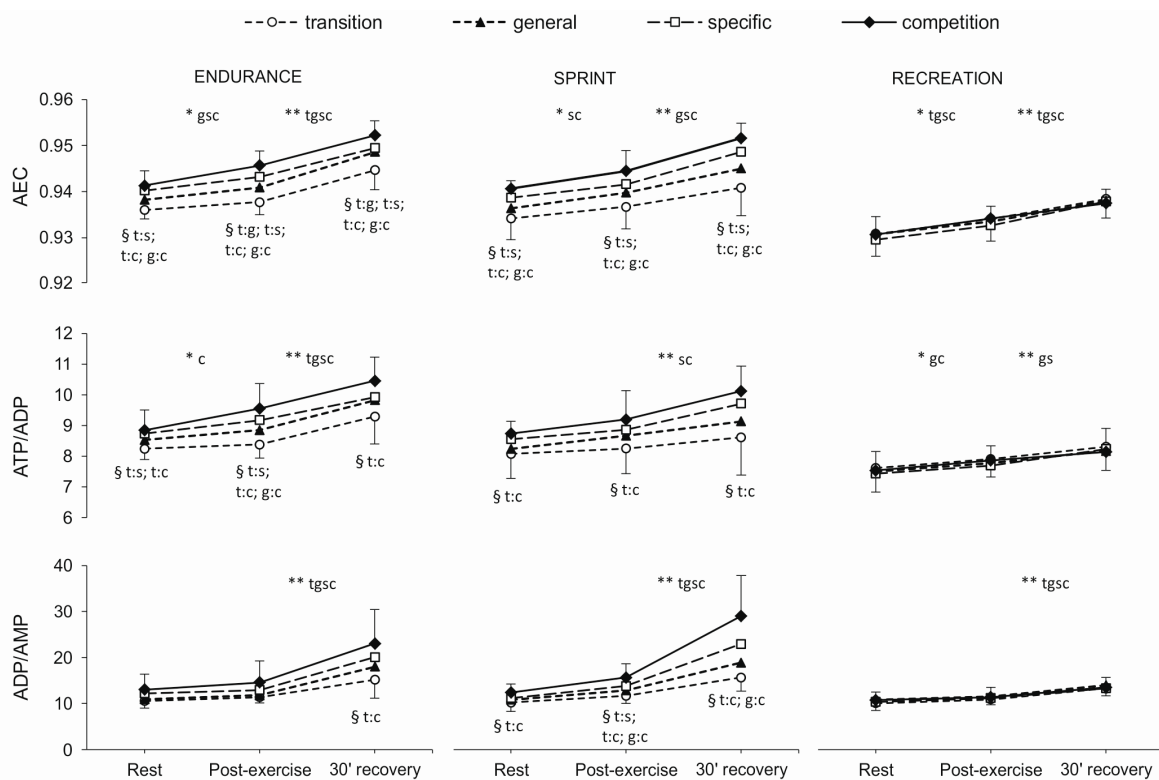 transition general specific competition
ENDURANCE SPRINT RECREATION
AEC
0.96
0.95
0.94
0.93
0.92
* gsc ** tgsc
§ t:s;
t:c; g:c
§ t:g; t:s;
t:c; g:c
§ t:g; t:s;
t:c; g:c
* sc ** gsc
§ t:s;
t:c; g:c
§ t:s;
t:c; g:c
§ t:s;
t:c; g:c
* tgsc ** tgsc
ATP/ADP
12
11
10
9
8
7
6
* c ** tgsc
§ t:s; t:c
§ t:s;
t:c; g:c
§ t:c
** sc
§ t:c
§ t:c
§ t:c
* gc ** gs
ADP/AMP
40
30
20
10
0
** tgsc
§ t:c
** tgsc
§ t:c
§ t:s;
t:c; g:c
§ t:c; g:c
** tgsc
Rest Post-exercise 30' recovery Rest Post-exercise 30' recovery Rest Post-exercise 30' recovery